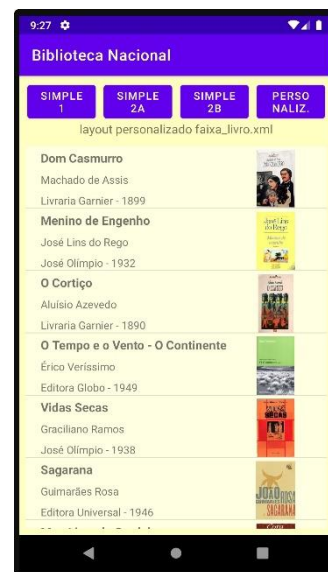 9:27
Biblioteca Nacional
SIMPLE 1
SIMPLE 2A
SIMPLE 2B
PERSO NALIZ.
layout personalizado faixa_livro.xml
Dom Casmurro
Machado de Assis
Livraria Garnier - 1899
Menino de Engenho
José Lins do Rego
José Olímpio - 1932
O Cortiço
Aluísio Azevedo
Livraria Garnier - 1890
O Tempo e o Vento - O Continente
Érico Veríssimo
Editora Globo - 1949
Vidas Secas
Graciliano Ramos
José Olímpio - 1938
Sagarana
Guimarães Rosa
Editora Universal - 1946
JOÃO
ROSA
SAGARANA